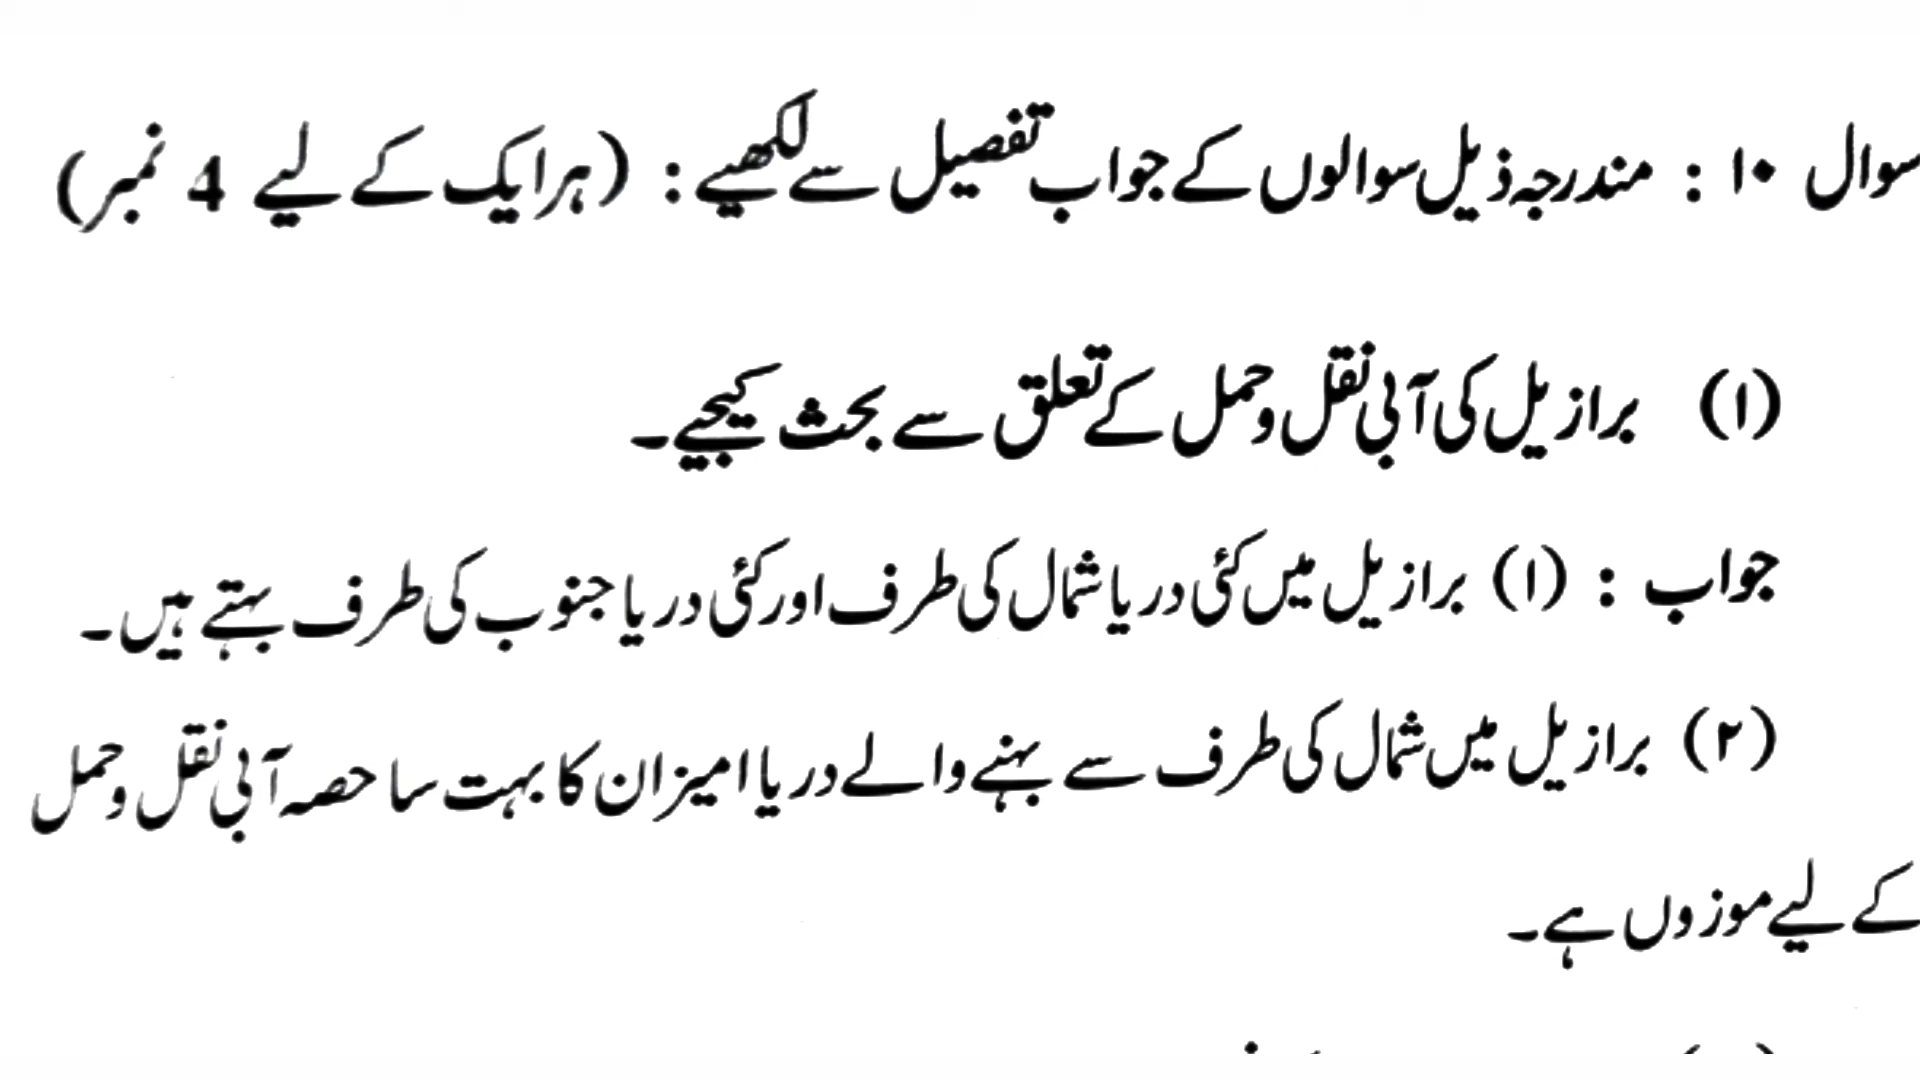 سوال ۱۰ : مندرجہ ذیل سوالوں کے جواب تفصیل سے لکھیے : (ہر ایک کے لیے 4 نمبر)
(۱) برازیل کی آبی نقل و حمل کے تعلق سے بحث کیجیے۔
جواب : (۱) برازیل میں کئی دریا شمال کی طرف اور کئی دریا جنوب کی طرف بہتے ہیں۔
(۲) برازیل میں شمال کی طرف سے بہنے والے دریا امیزان کا بہت سا حصہ آبی نقل و حمل
کے لیے موزوں ہے۔